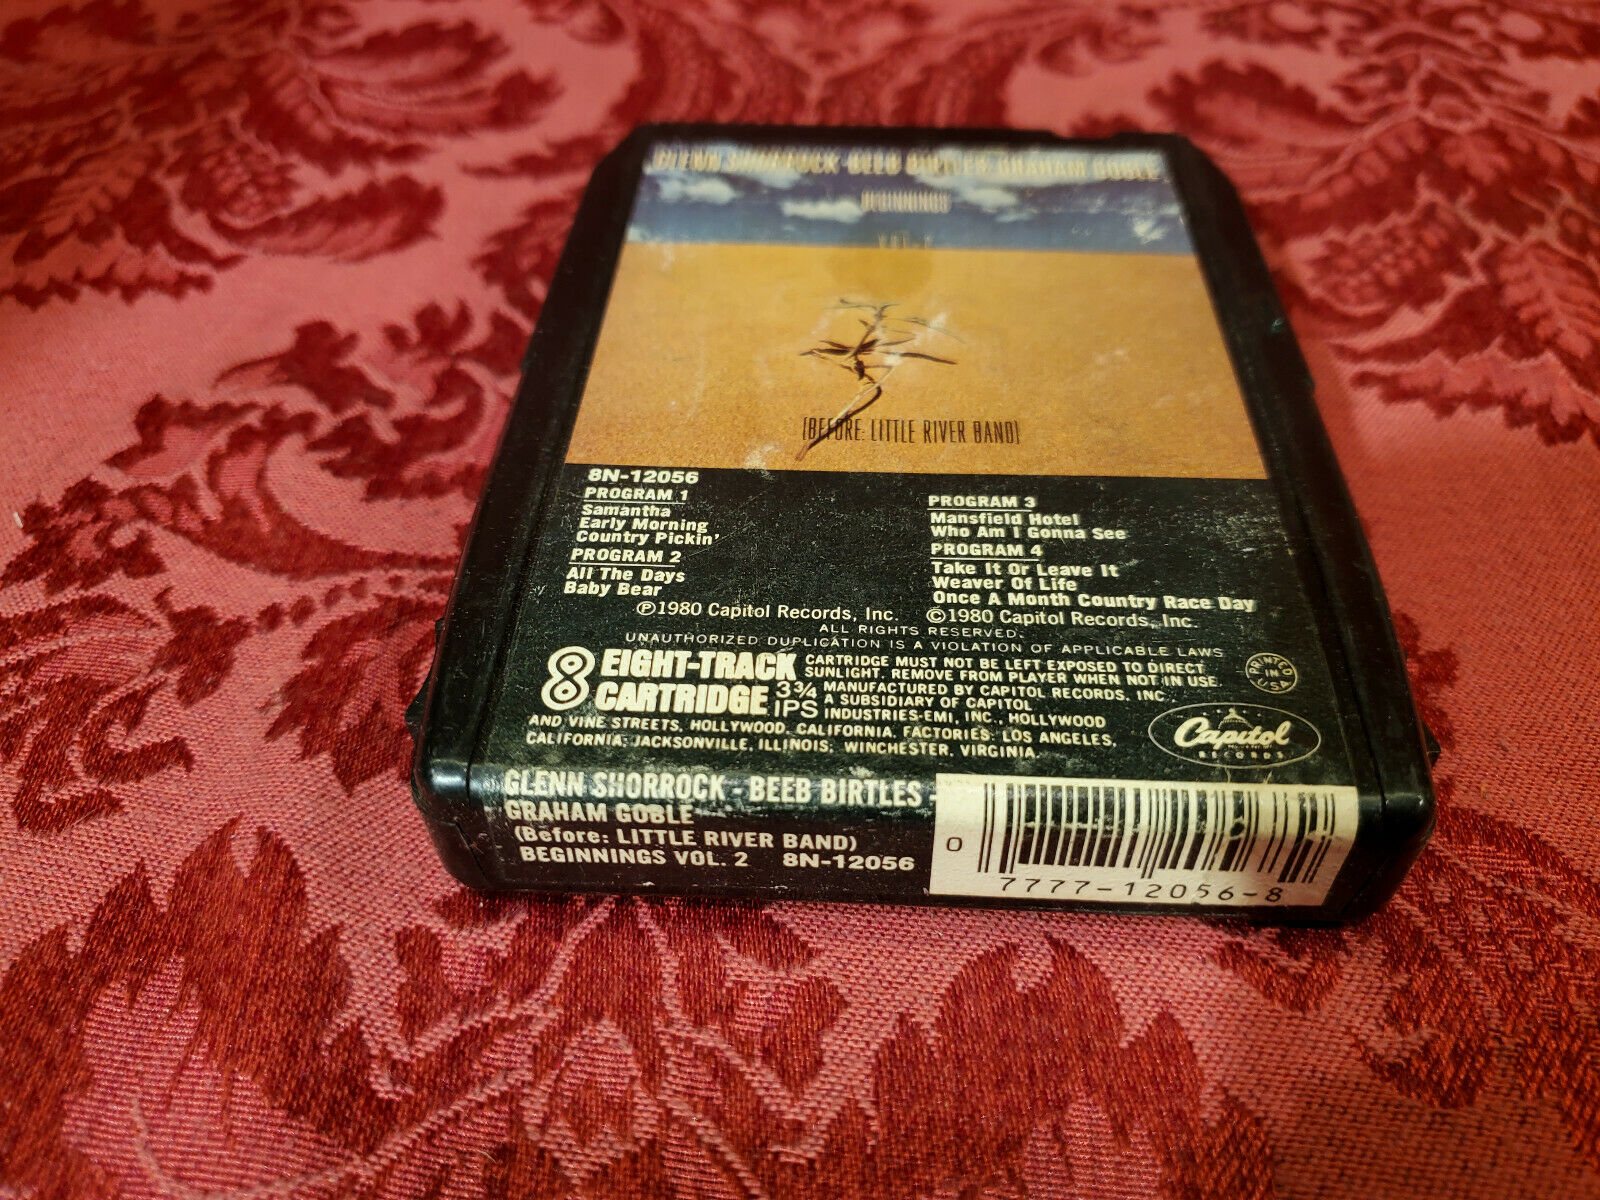 GLENN SHORROCK-BEEB BIRTLES-GRAHAM GOBLE
BEGINNINGS
VOL. 2
(BEFORE: LITTLE RIVER BAND)
8N-12056
PROGRAM 1
Samantha
Early Morning
Country Pickin'
PROGRAM 2
All The Days
Baby Bear
PROGRAM 3
Mansfield Hotel
Who Am I Gonna See
PROGRAM 4
Take It Or Leave It
Weaver Of Life
Once A Month Country Race Day
℗1980 Capitol Records, Inc. ©1980 Capitol Records, Inc.
ALL RIGHTS RESERVED.
UNAUTHORIZED DUPLICATION IS A VIOLATION OF APPLICABLE LAWS
8 EIGHT-TRACK
CARTRIDGE 3¾ IPS
CARTRIDGE MUST NOT BE LEFT EXPOSED TO DIRECT
SUNLIGHT. REMOVE FROM PLAYER WHEN NOT IN USE.
MANUFACTURED BY CAPITOL RECORDS, INC.,
A SUBSIDIARY OF CAPITOL
INDUSTRIES-EMI, INC., HOLLYWOOD
AND VINE STREETS, HOLLYWOOD, CALIFORNIA. FACTORIES: LOS ANGELES,
CALIFORNIA; JACKSONVILLE, ILLINOIS; WINCHESTER, VIRGINIA.
PRINTED
IN
USA
Capitol
RECORDS
GLENN SHORROCK - BEEB BIRTLES -
GRAHAM GOBLE
(Before: LITTLE RIVER BAND)
BEGINNINGS VOL. 2 8N-12056
0
7777-12056-8